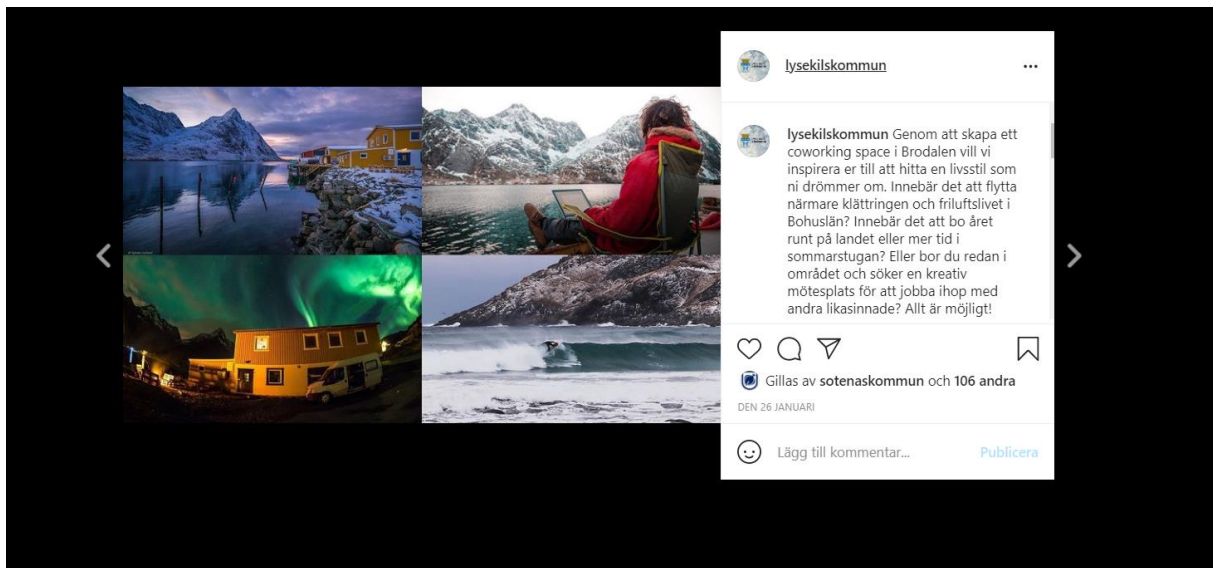 lysekilskommun
lysekilskommun Genom att skapa ett
coworking space i Brodalen vill vi
inspirera er till att hitta en livsstil som
ni drömmer om. Innebär det att flytta
närmare klättringen och friluftslivet i
Bohuslän? Innebär det att bo året
runt på landet eller mer tid i
sommarstugan? Eller bor du redan i
området och söker en kreativ
mötesplats för att jobba ihop med
andra likasinnade? Allt är möjligt!
Gillas av sotenaskommun och 106 andra
DEN 26 JANUARI
Lägg till kommentar... Publicera